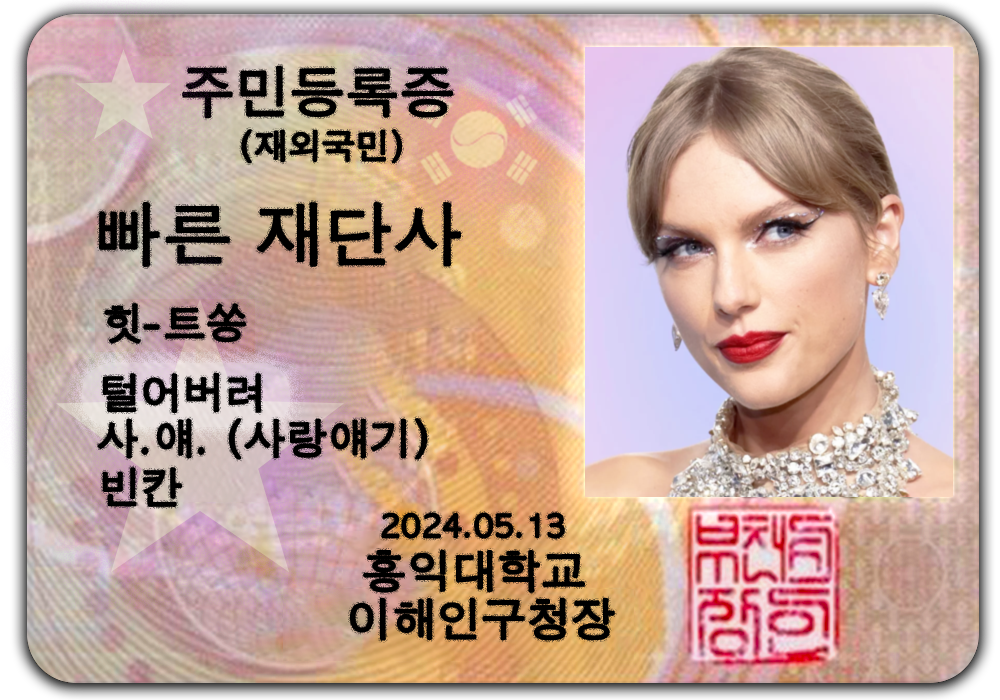 주민등록증
(재외국민)
빠른 재단사
힛-트쏭
털어버려
사.얘. (사랑얘기)
빈칸
2024.05.13
홍익대학교
이해인구청장